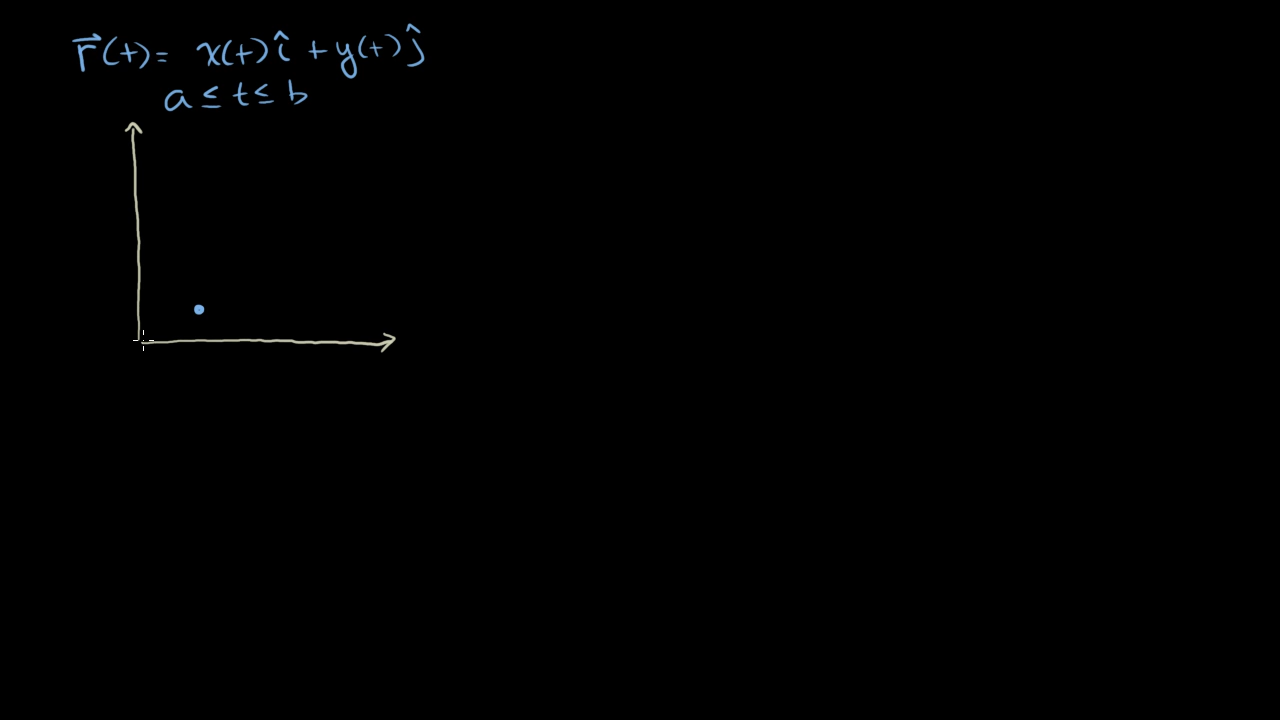 r⃗(t) = x(t)î + y(t)ĵ
a ≤ t ≤ b